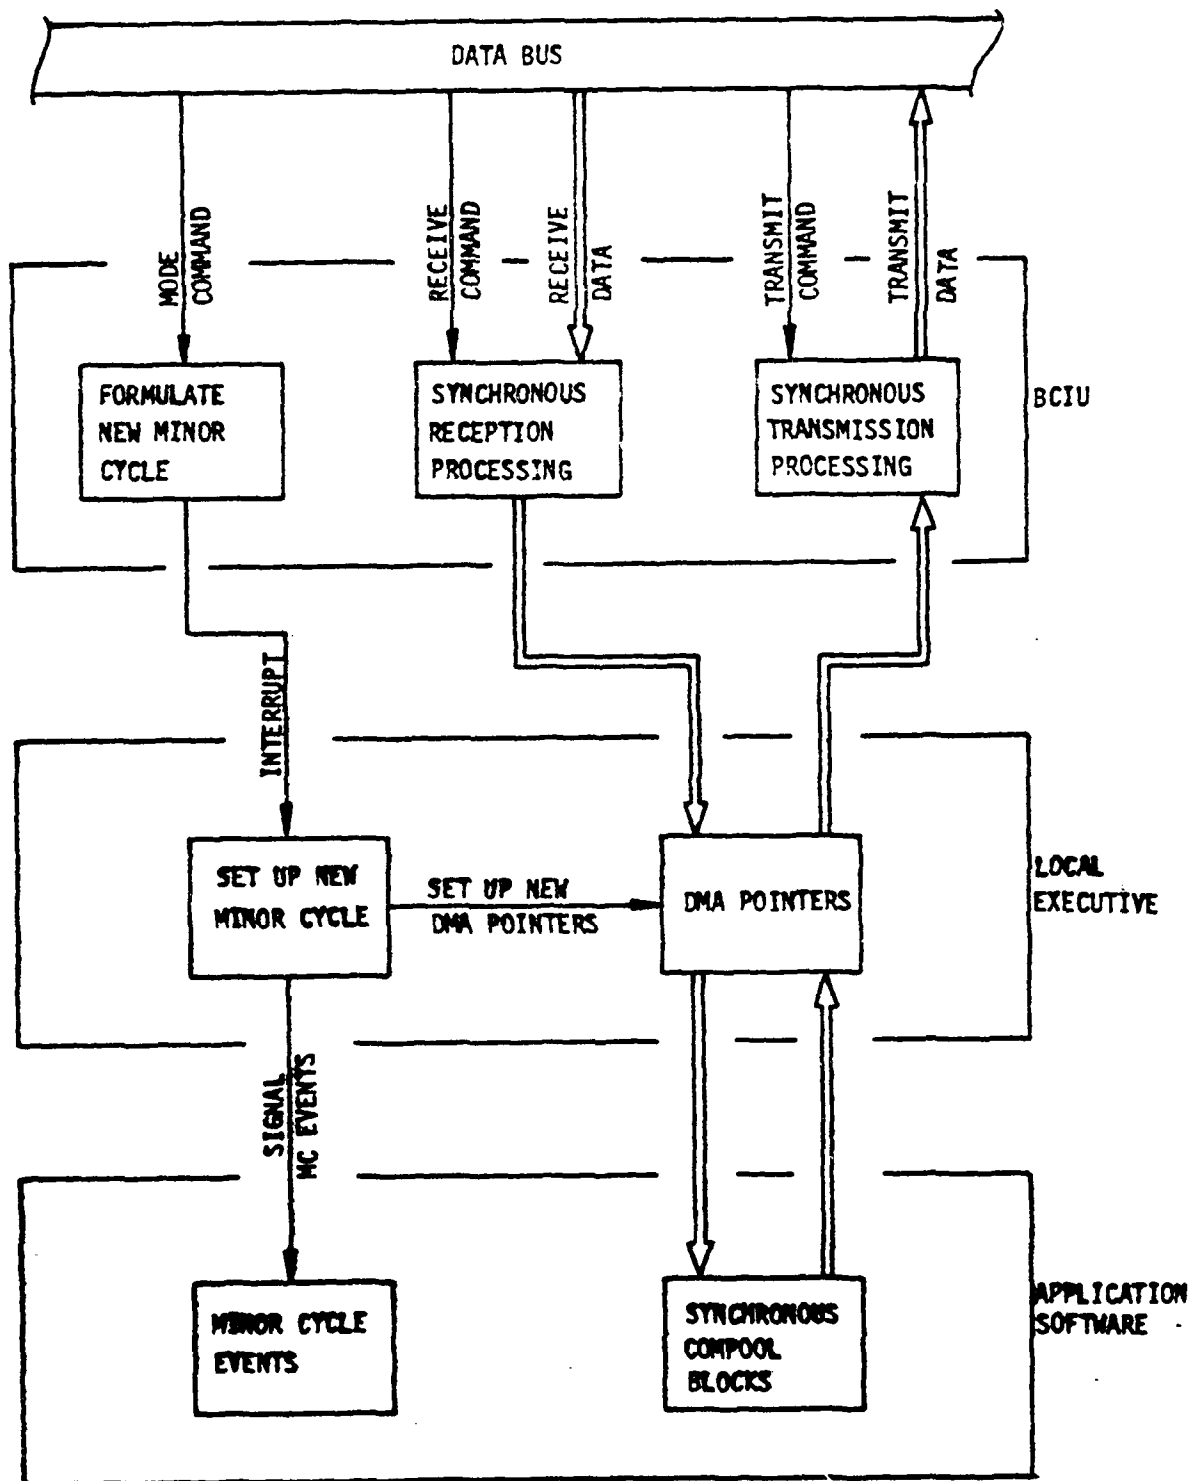 DATA BUS
MODE
COMMAND
RECEIVE
COMMAND
RECEIVE
DATA
TRANSMIT
COMMAND
TRANSMIT
DATA
FORMULATE
NEW MINOR
CYCLE
SYNCHRONOUS
RECEPTION
PROCESSING
SYNCHRONOUS
TRANSMISSION
PROCESSING
BCIU
INTERRUPT
SET UP NEW
MINOR CYCLE
SET UP NEW
DMA POINTERS
DMA POINTERS
LOCAL
EXECUTIVE
SIGNAL
MC EVENTS
MINOR CYCLE
EVENTS
SYNCHRONOUS
COMPOOL
BLOCKS
APPLICATION
SOFTWARE